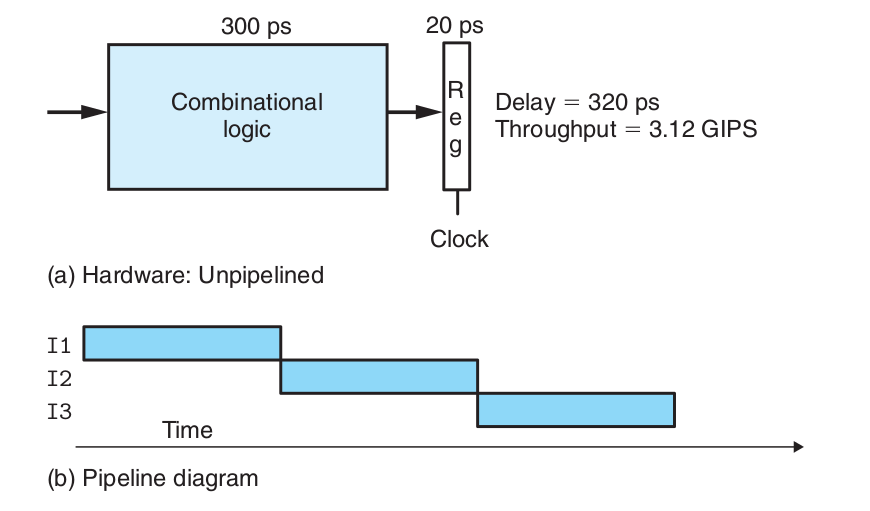 300 ps
20 ps
Combinational
logic
R
e
g
Delay = 320 ps
Throughput = 3.12 GIPS
Clock
(a) Hardware: Unpipelined
I1
I2
I3
Time
(b) Pipeline diagram